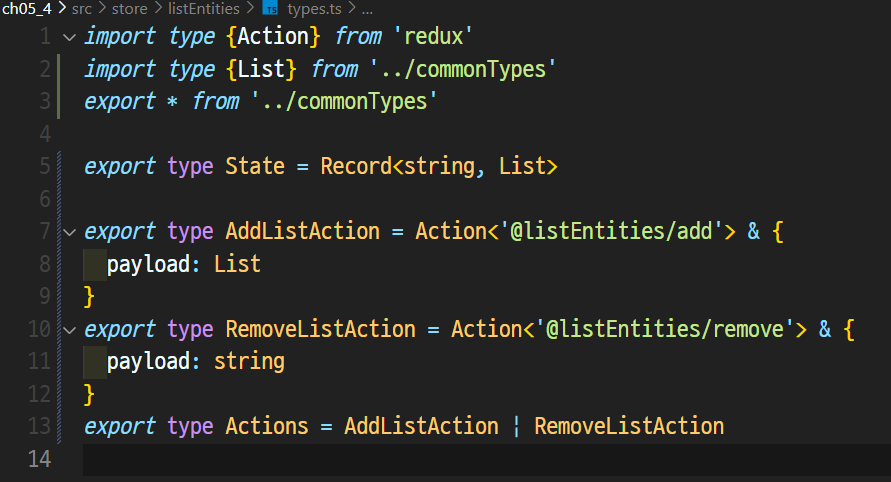 ch05_4 > src > store > listEntities > TS types.ts > ...
1 import type {Action} from 'redux'
2 import type {List} from '../commonTypes'
3 export * from '../commonTypes'
4
5 export type State = Record<string, List>
6
7 export type AddListAction = Action<'@listEntities/add'> & {
8 payload: List
9 }
10 export type RemoveListAction = Action<'@listEntities/remove'> & {
11 payload: string
12 }
13 export type Actions = AddListAction | RemoveListAction
14